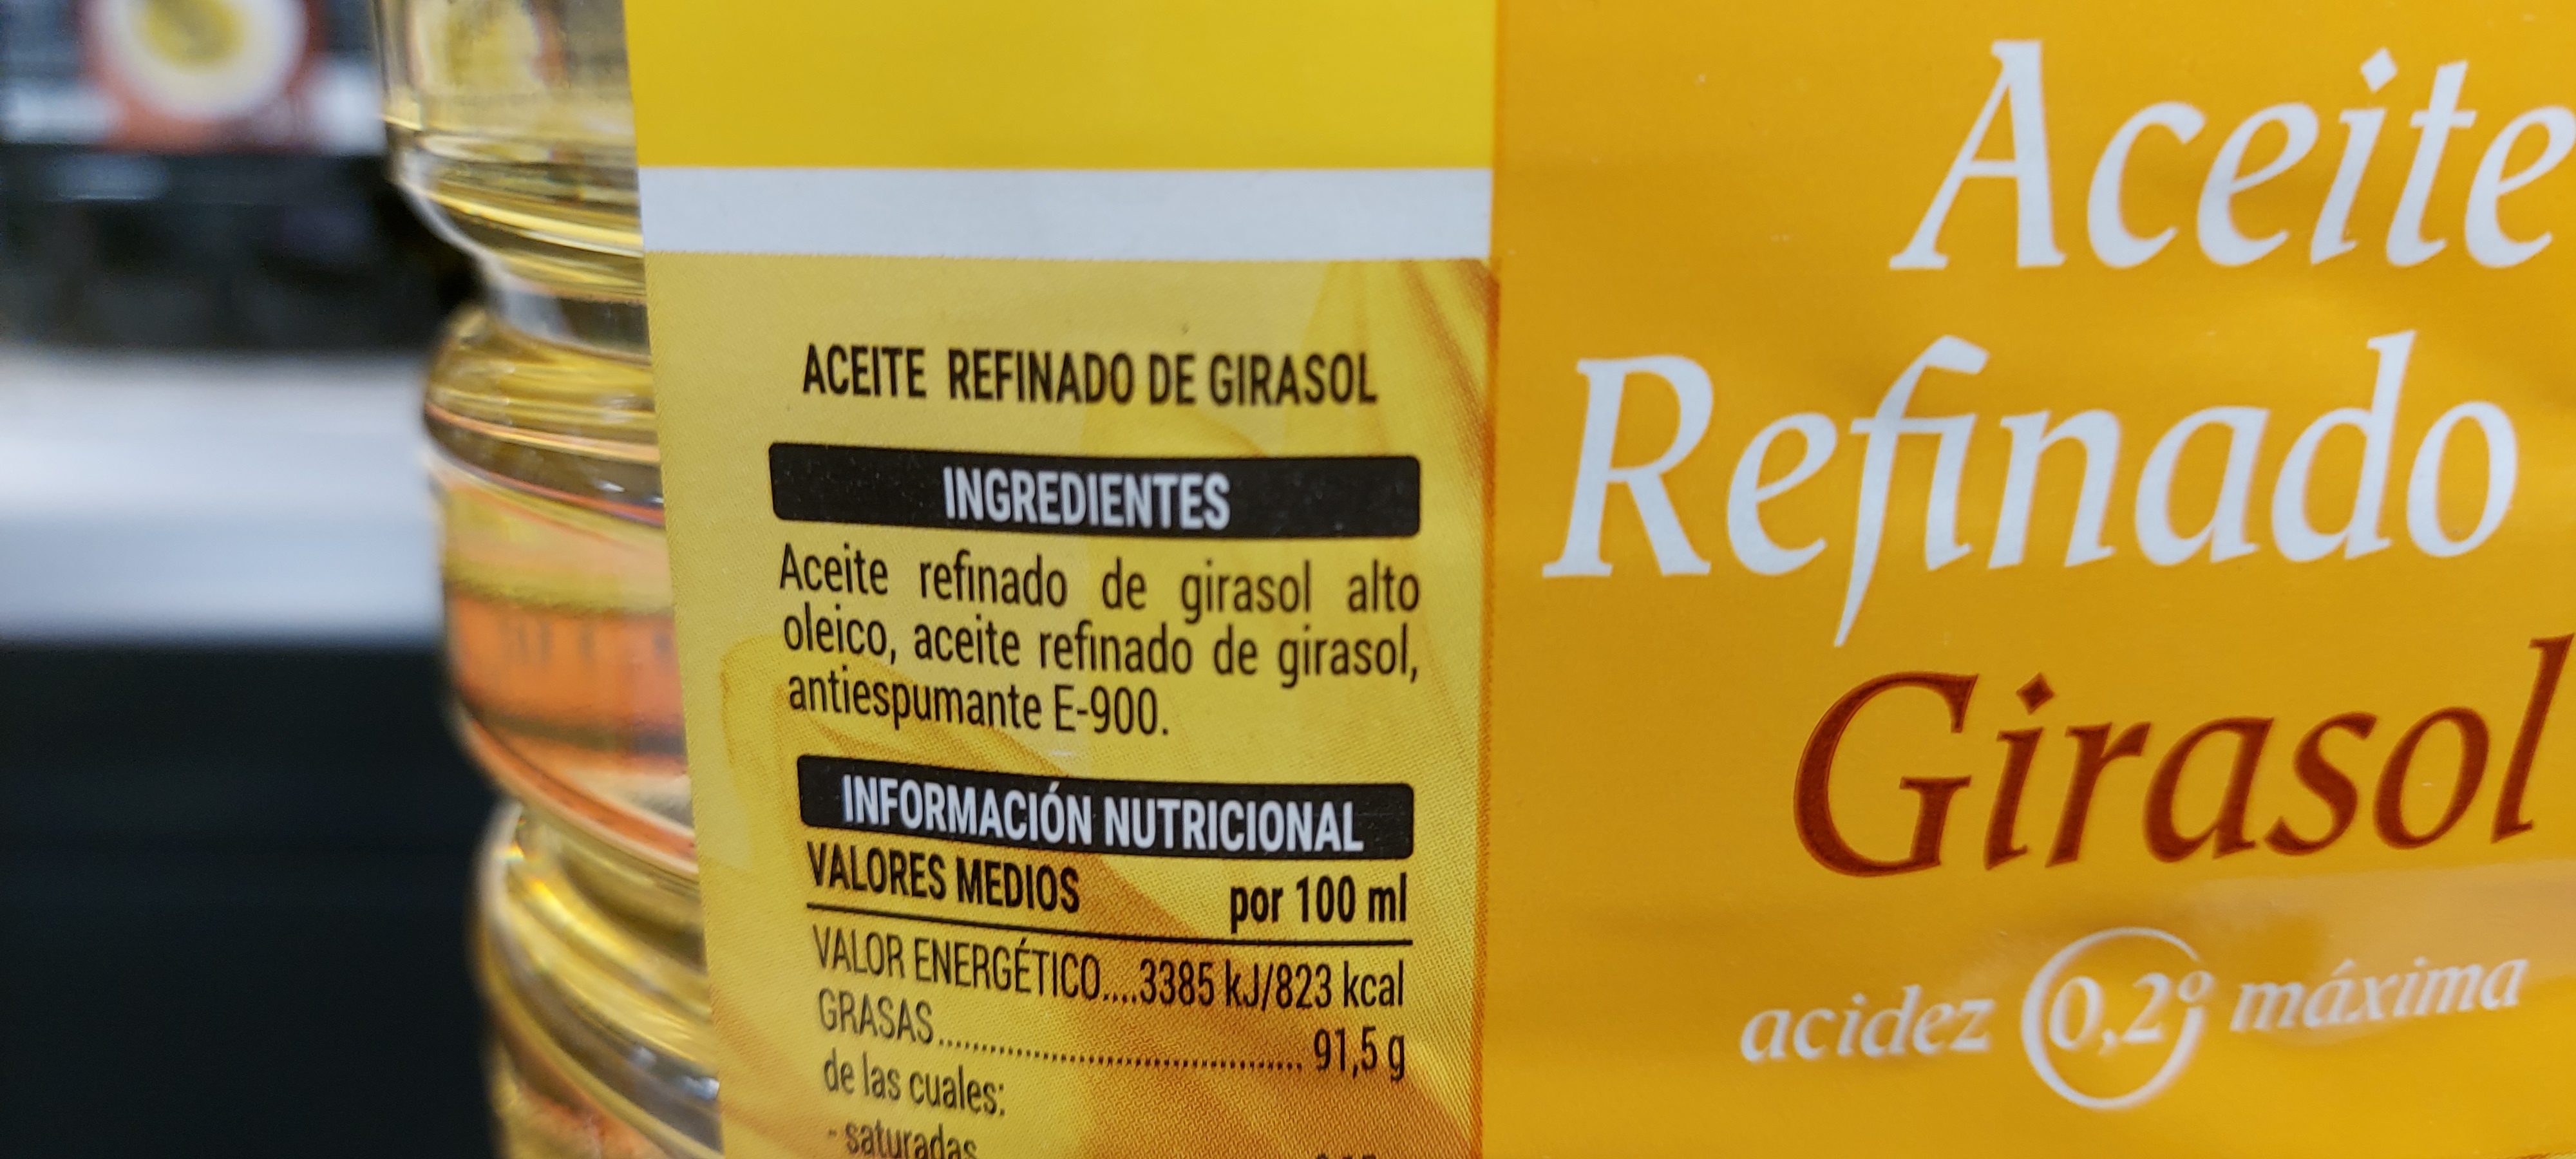 ACEITE REFINADO DE GIRASOL
INGREDIENTES
Aceite refinado de girasol alto
oleico, aceite refinado de girasol,
antiespumante E-900.
INFORMACIÓN NUTRICIONAL
VALORES MEDIOS por 100 ml
VALOR ENERGÉTICO....3385 kJ/823 kcal
GRASAS.................................... 91,5 g
de las cuales:
- saturadas
Aceite
Refinado
Girasol
acidez 0,2º máxima